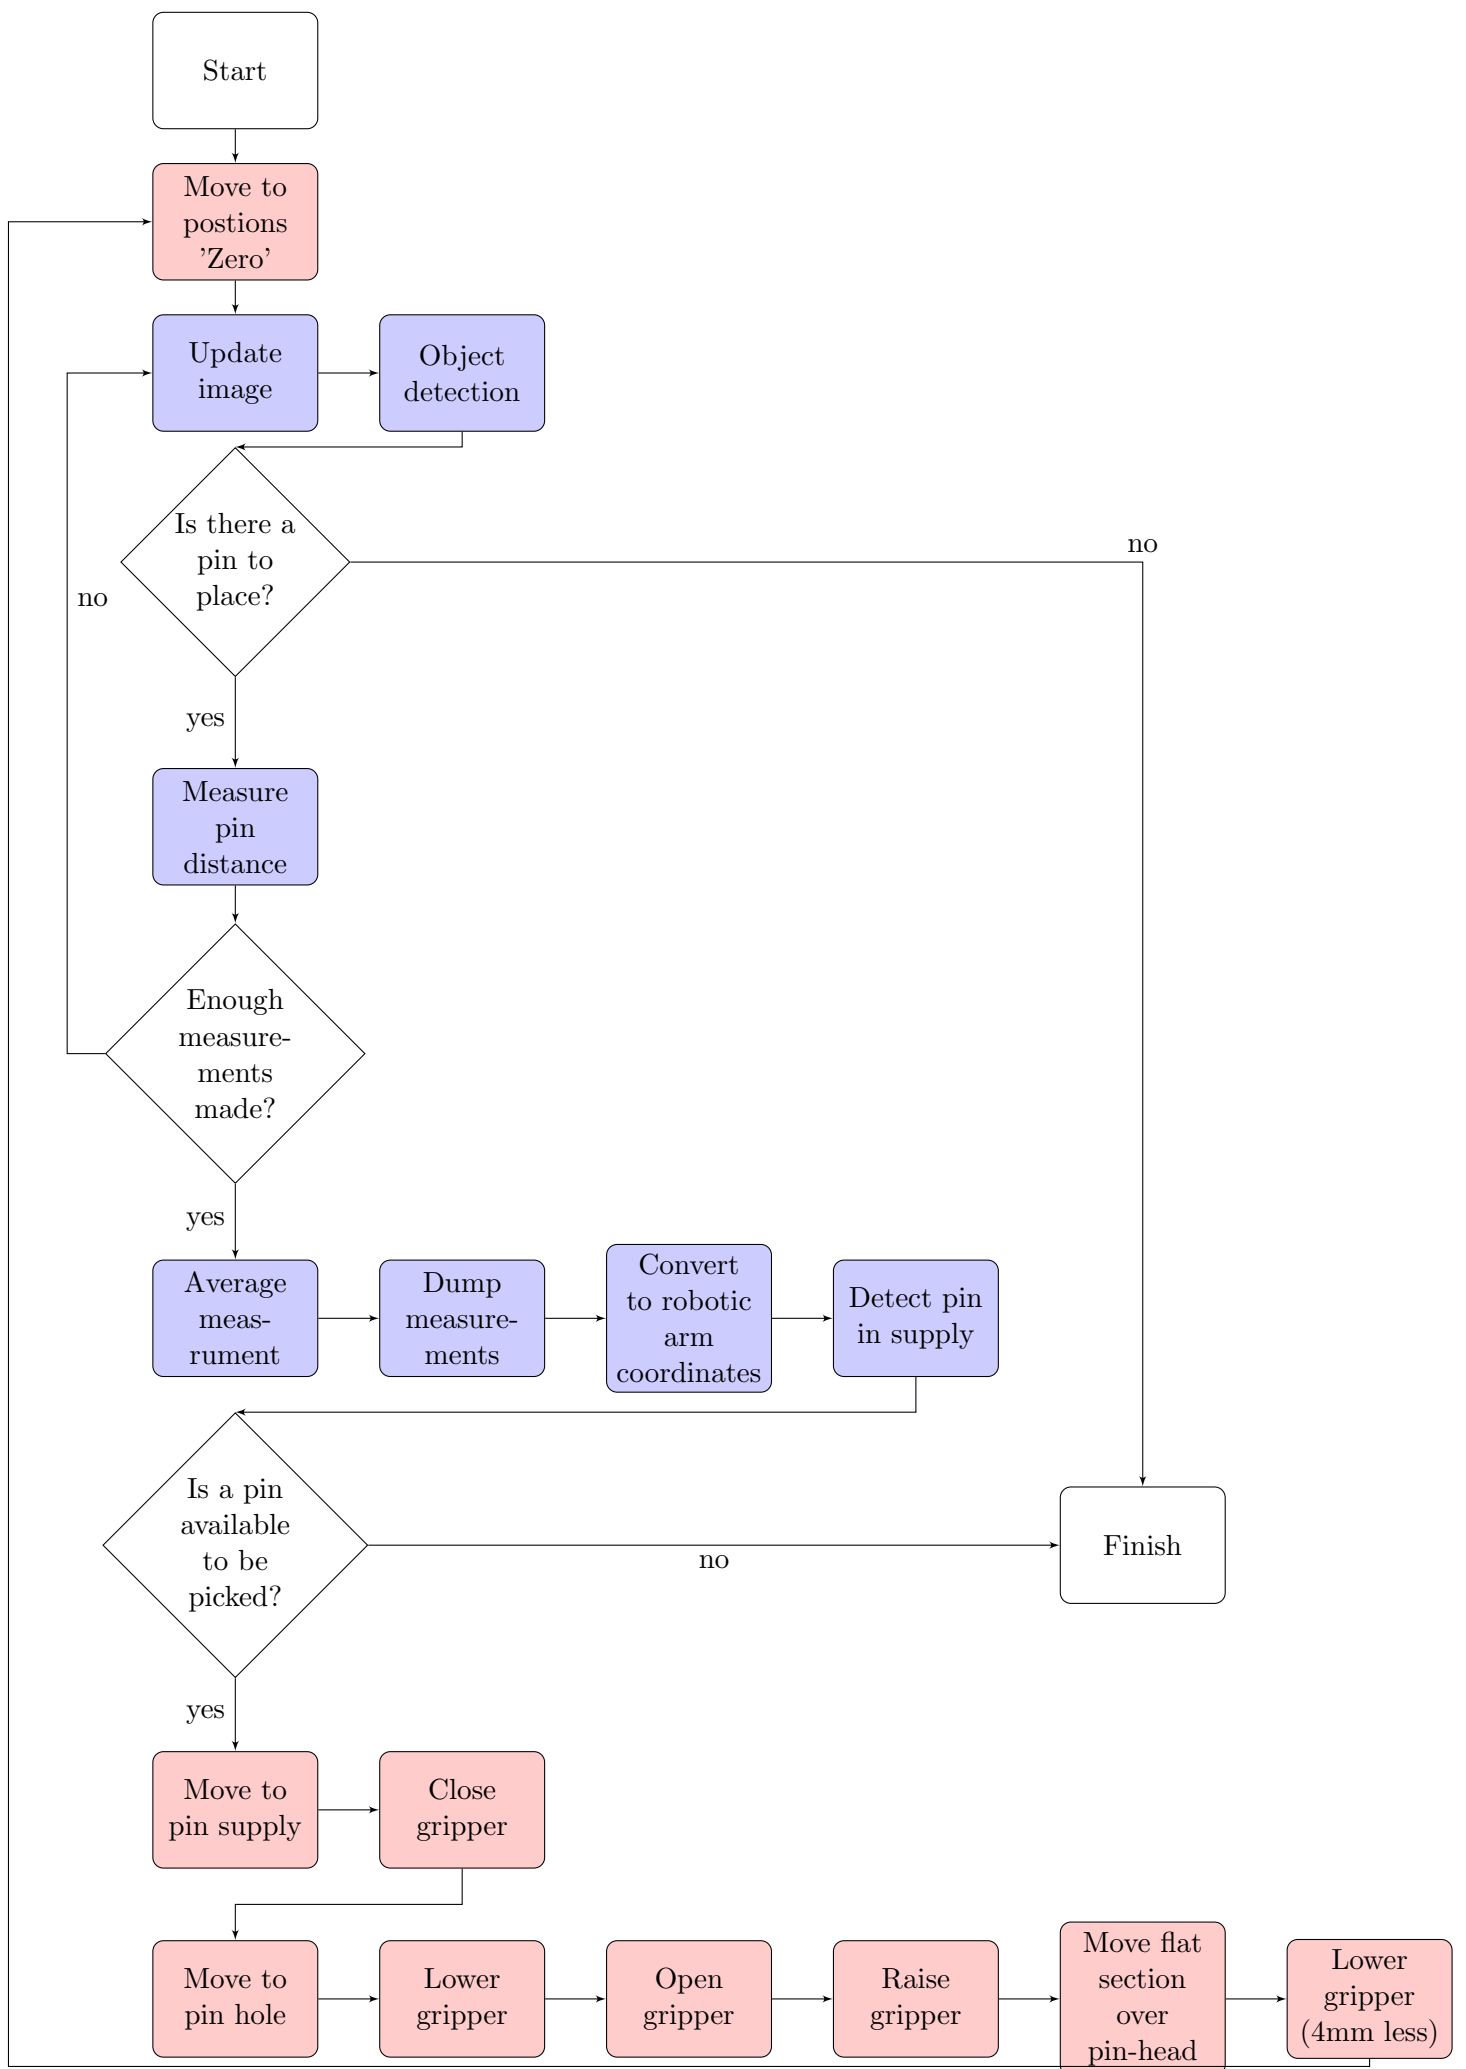 Start
Move to
postions
’Zero’
Update
image
Object
detection
Is there a
pin to
place?
no
no
yes
Measure
pin
distance
Enough
measure-
ments
made?
yes
Average
meas-
rument
Dump
measure-
ments
Convert
to robotic
arm
coordinates
Detect pin
in supply
Is a pin
available
to be
picked?
no
Finish
yes
Move to
pin supply
Close
gripper
Move to
pin hole
Lower
gripper
Open
gripper
Raise
gripper
Move flat
section
over
pin-head
Lower
gripper
(4mm less)